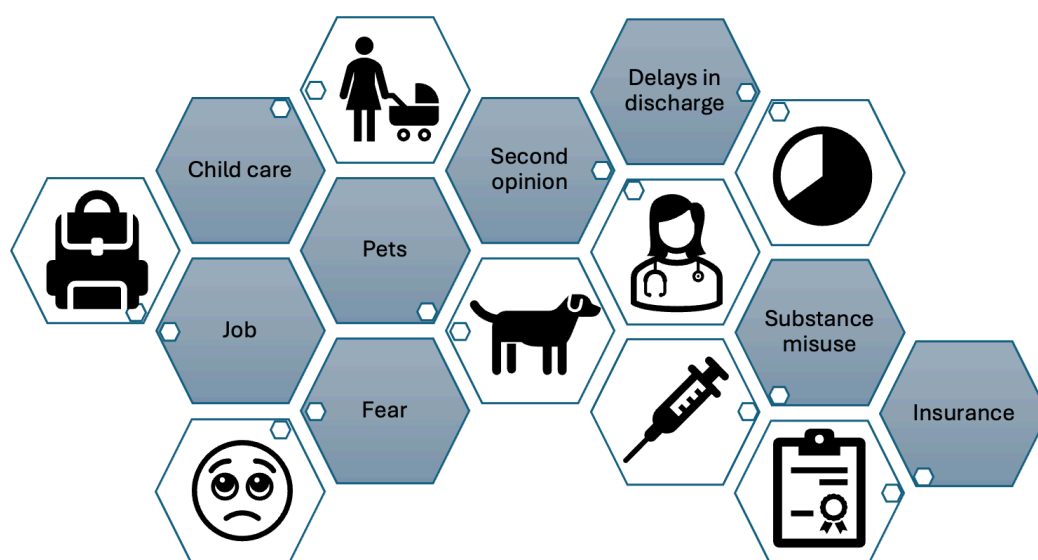 Delays in
discharge
Child care
Second
opinion
Pets
Job
Substance
misuse
Fear
Insurance